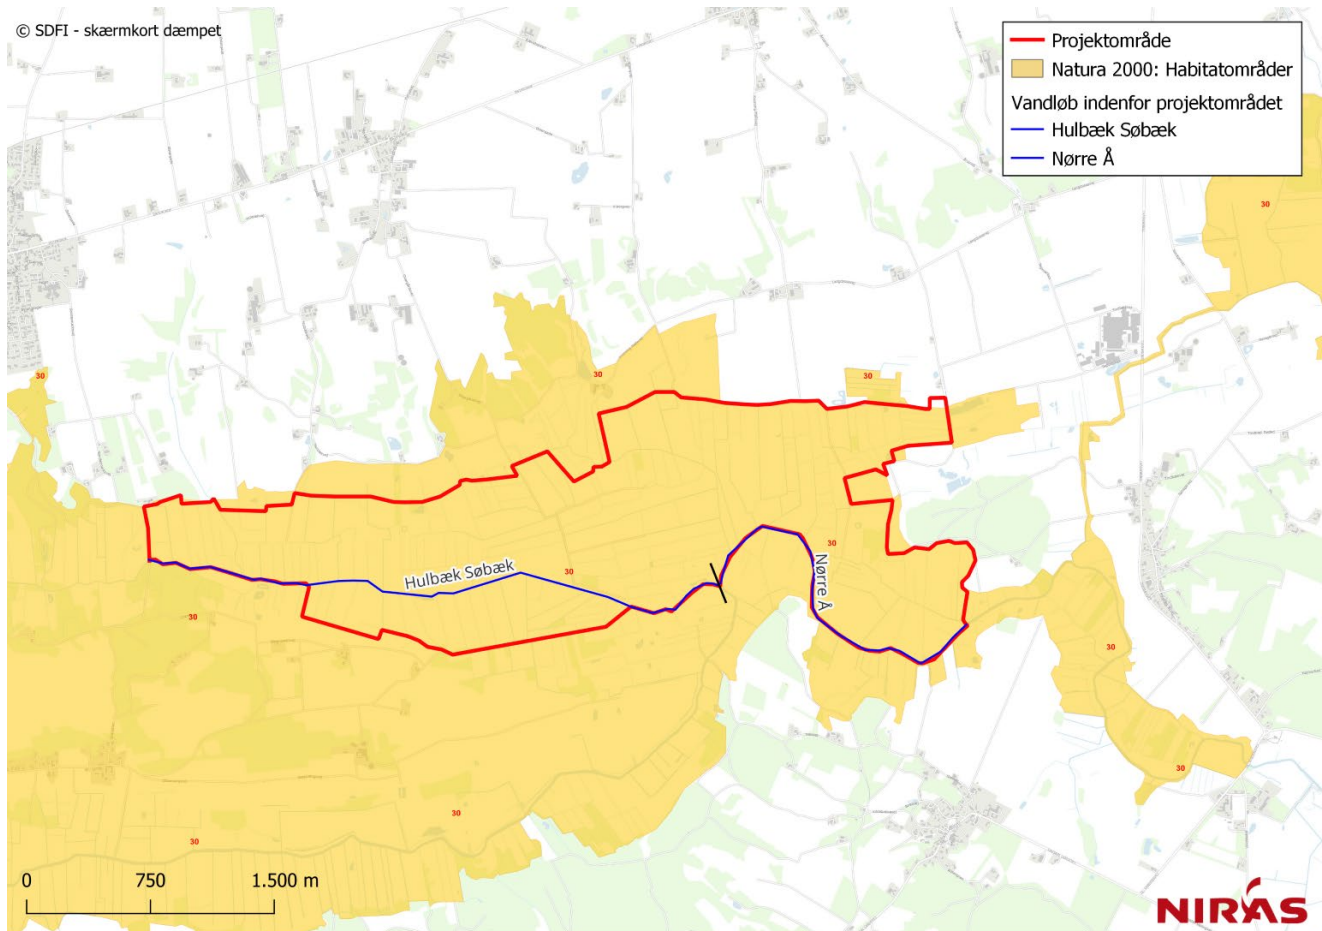 © SDFI - skærmkort dæmpet
Projektområde
Natura 2000: Habitatområder
Vandløb indenfor projektområdet
Hulbæk Søbæk
Nørre Å
30
30
30
30
30
30
Hulbæk Søbæk
Nørre Å
30
30
30
30
30
0
750
1.500 m
NIRAS